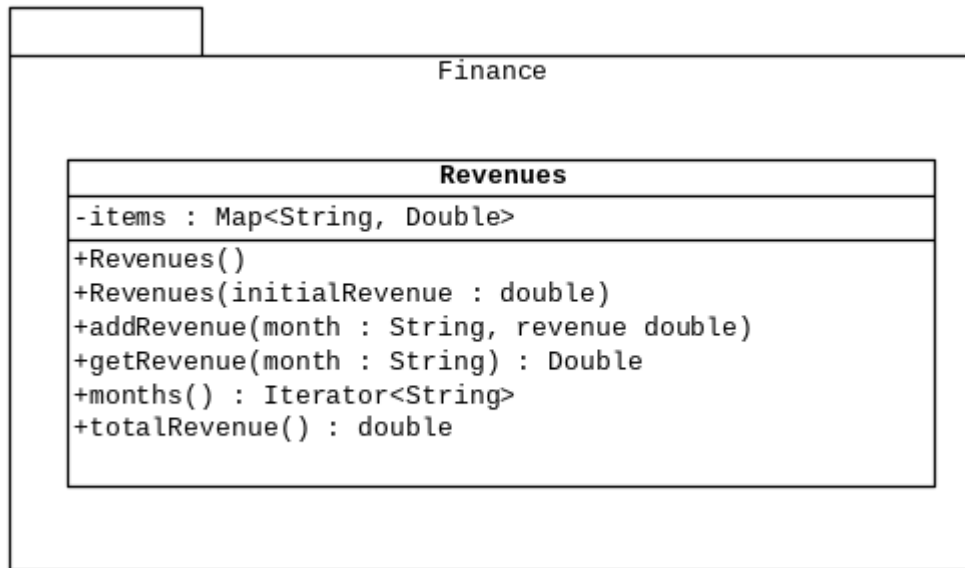 Finance
Revenues
-items : Map<String, Double>
+Revenues()
+Revenues(initialRevenue : double)
+addRevenue(month : String, revenue double)
+getRevenue(month : String) : Double
+months() : Iterator<String>
+totalRevenue() : double